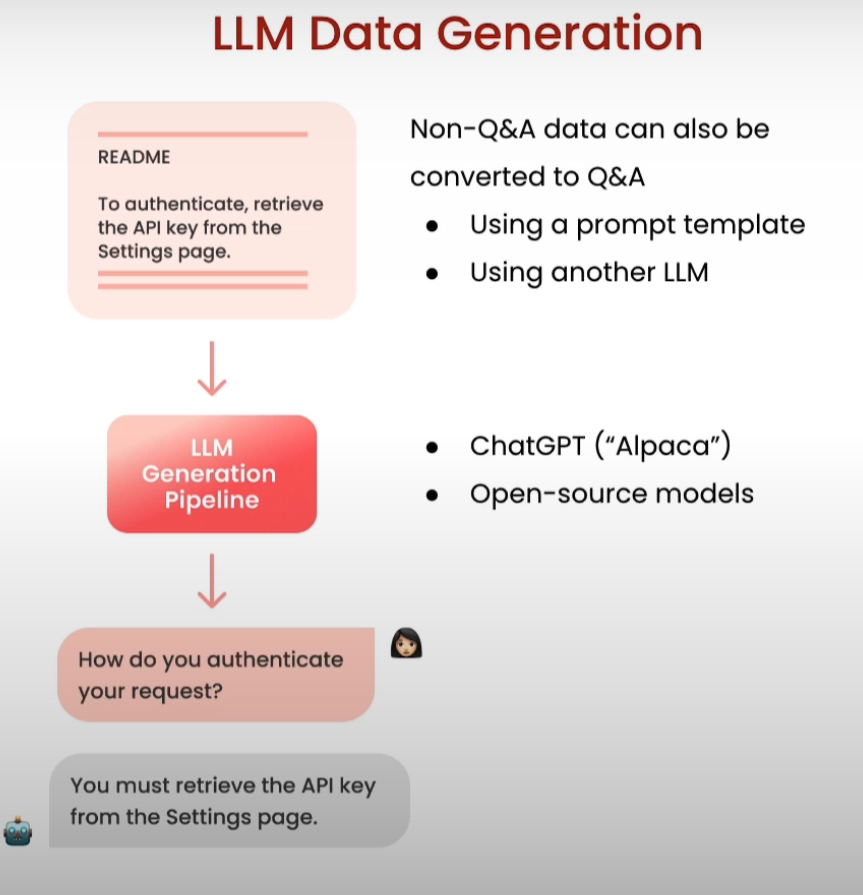 LLM Data Generation
README
To authenticate, retrieve
the API key from the
Settings page.
Non-Q&A data can also be
converted to Q&A
● Using a prompt template
● Using another LLM
LLM
Generation
Pipeline
● ChatGPT (“Alpaca”)
● Open-source models
How do you authenticate
your request?
You must retrieve the API key
from the Settings page.